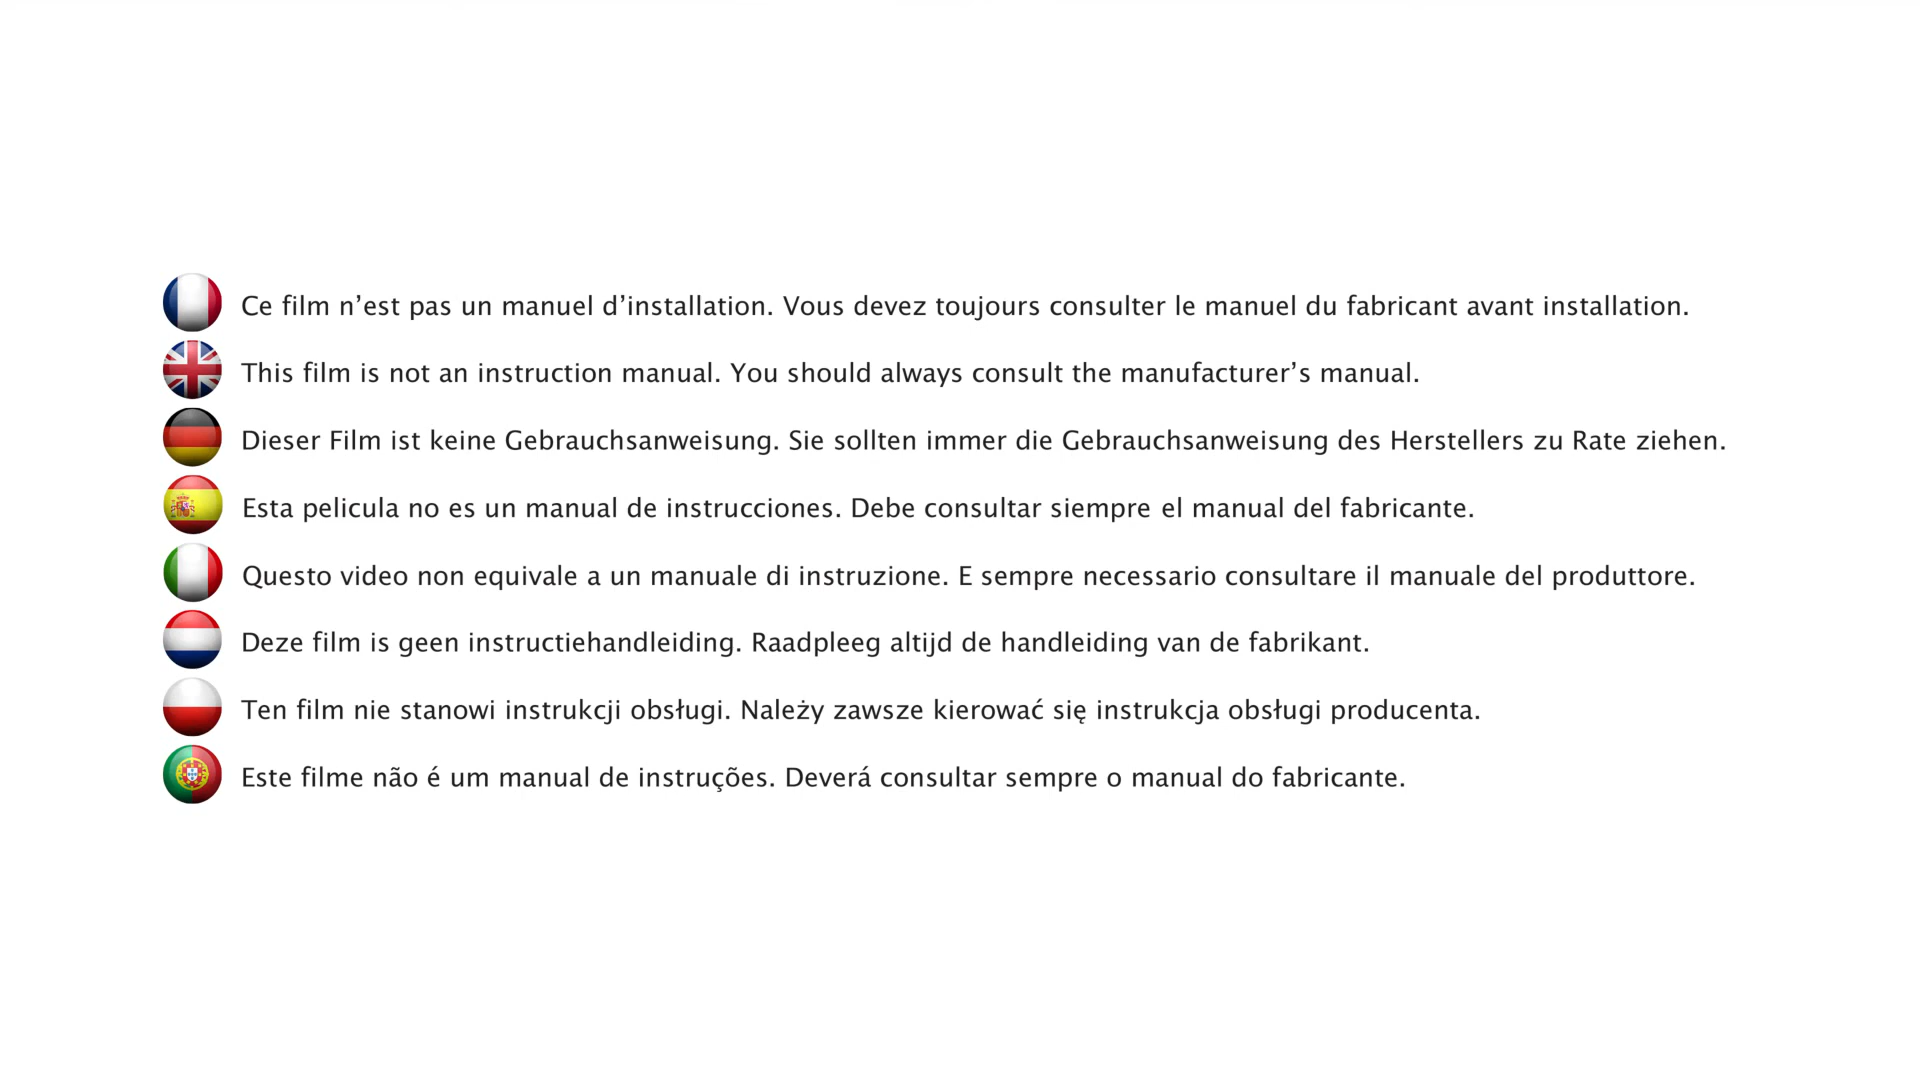 Ce film n’est pas un manuel d’installation. Vous devez toujours consulter le manuel du fabricant avant installation.
This film is not an instruction manual. You should always consult the manufacturer’s manual.
Dieser Film ist keine Gebrauchsanweisung. Sie sollten immer die Gebrauchsanweisung des Herstellers zu Rate ziehen.
Esta pelicula no es un manual de instrucciones. Debe consultar siempre el manual del fabricante.
Questo video non equivale a un manuale di instruzione. E sempre necessario consultare il manuale del produttore.
Deze film is geen instructiehandleiding. Raadpleeg altijd de handleiding van de fabrikant.
Ten film nie stanowi instrukcji obsługi. Należy zawsze kierować się instrukcja obsługi producenta.
Este filme não é um manual de instruções. Deverá consultar sempre o manual do fabricante.